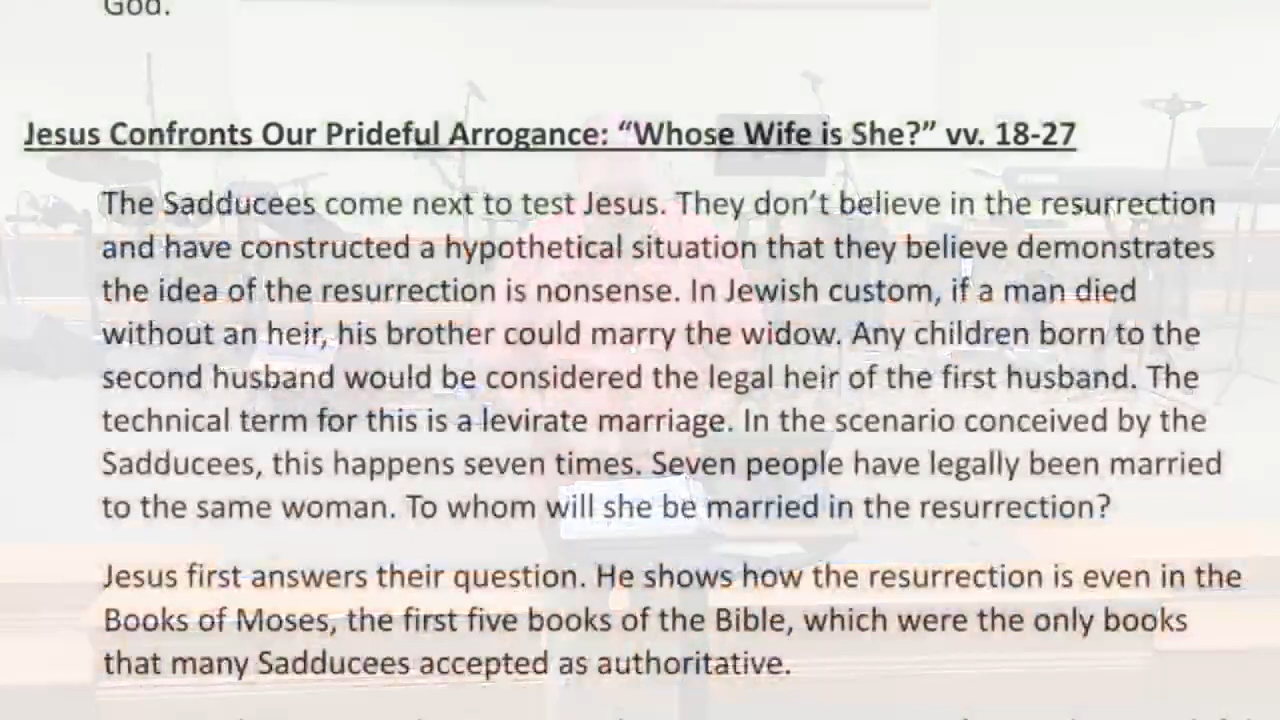 God.
Jesus Confronts Our Prideful Arrogance: “Whose Wife is She?” vv. 18-27
The Sadducees come next to test Jesus. They don’t believe in the resurrection
and have constructed a hypothetical situation that they believe demonstrates
the idea of the resurrection is nonsense. In Jewish custom, if a man died
without an heir, his brother could marry the widow. Any children born to the
second husband would be considered the legal heir of the first husband. The
technical term for this is a levirate marriage. In the scenario conceived by the
Sadducees, this happens seven times. Seven people have legally been married
to the same woman. To whom will she be married in the resurrection?
Jesus first answers their question. He shows how the resurrection is even in the
Books of Moses, the first five books of the Bible, which were the only books
that many Sadducees accepted as authoritative.